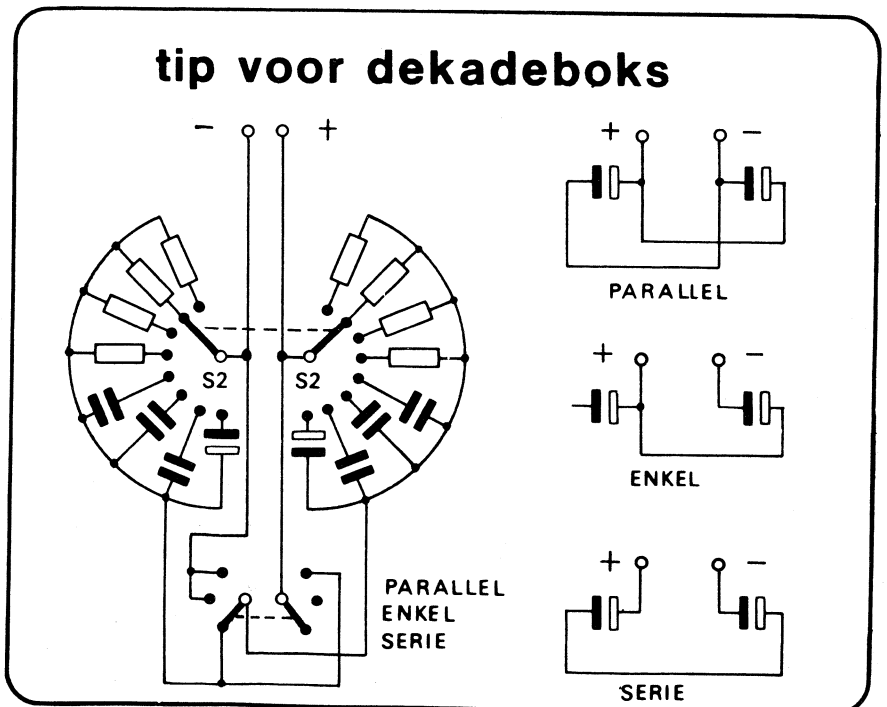 tip voor dekadeboks
- +
S2 S2
PARALLEL
ENKEL
SERIE
+ -
PARALLEL
+ -
ENKEL
+ -
SERIE